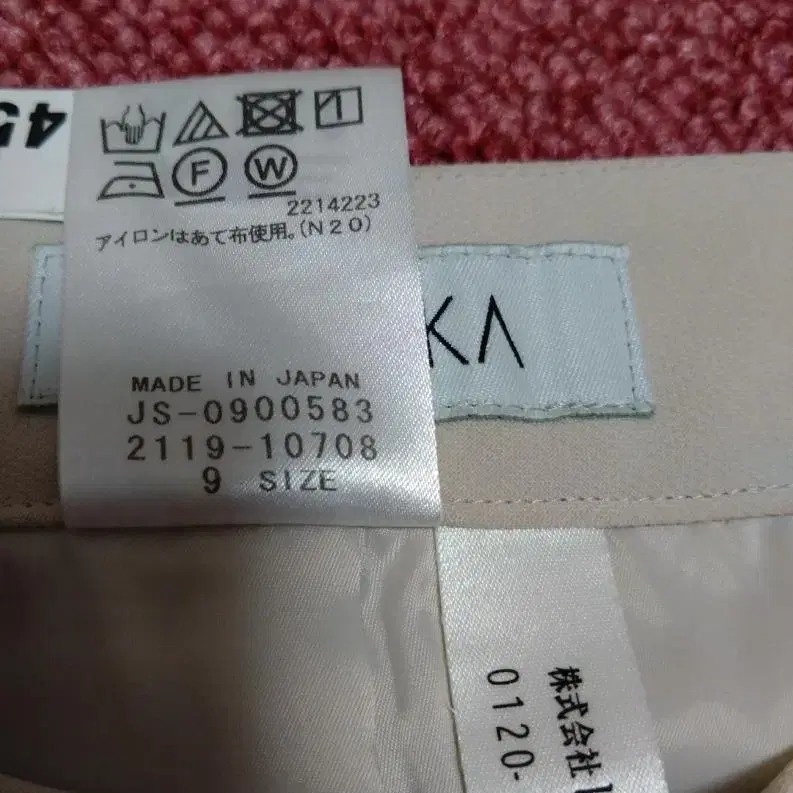 45
F W
2214223
アイロンはあて布使用。(N20)
KA
MADE IN JAPAN
JS-0900583
2119-10708
9 SIZE
株式会社
0120-